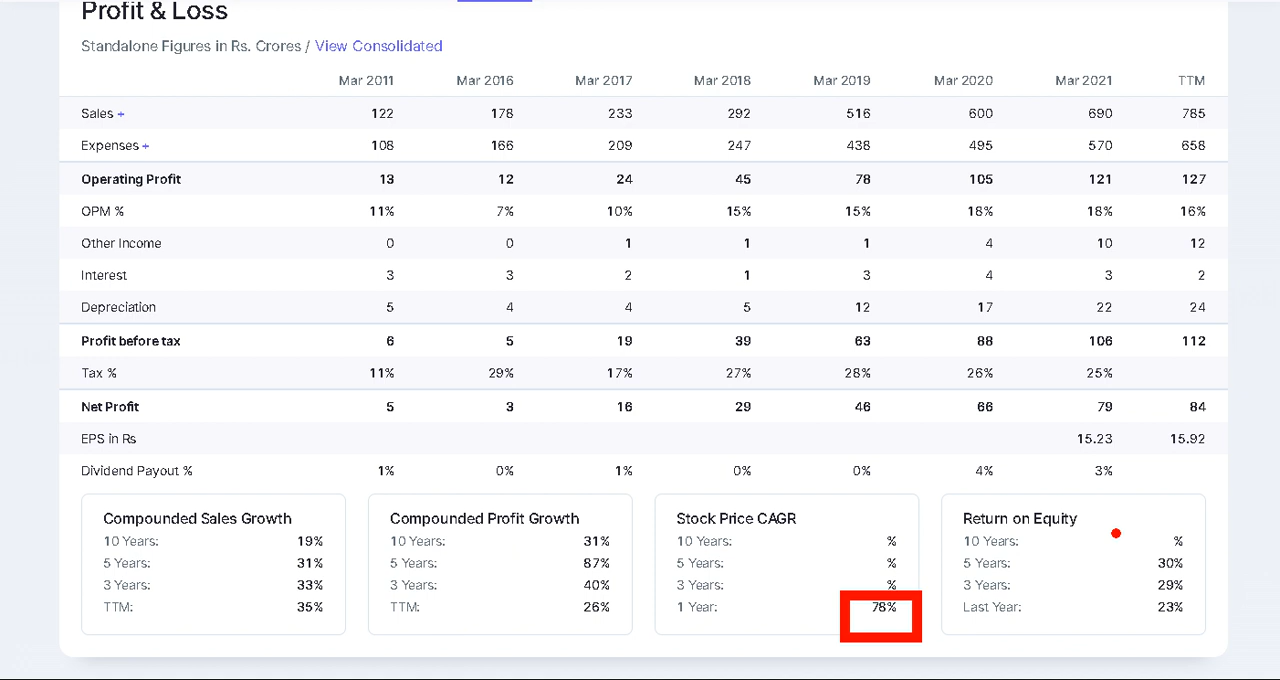 Profit & Loss
Standalone Figures in Rs. Crores / View Consolidated
Mar 2011 Mar 2016 Mar 2017 Mar 2018 Mar 2019 Mar 2020 Mar 2021 TTM
Sales + 122 178 233 292 516 600 690 785
Expenses + 108 166 209 247 438 495 570 658
Operating Profit 13 12 24 45 78 105 121 127
OPM % 11% 7% 10% 15% 15% 18% 18% 16%
Other Income 0 0 1 1 1 4 10 12
Interest 3 3 2 1 3 4 3 2
Depreciation 5 4 4 5 12 17 22 24
Profit before tax 6 5 19 39 63 88 106 112
Tax % 11% 29% 17% 27% 28% 26% 25%
Net Profit 5 3 16 29 46 66 79 84
EPS in Rs 15.23 15.92
Dividend Payout % 1% 0% 1% 0% 0% 4% 3%
Compounded Sales Growth
10 Years: 19%
5 Years: 31%
3 Years: 33%
TTM: 35%
Compounded Profit Growth
10 Years: 31%
5 Years: 87%
3 Years: 40%
TTM: 26%
Stock Price CAGR
10 Years: %
5 Years: %
3 Years: %
1 Year: 78%
Return on Equity
10 Years: %
5 Years: 30%
3 Years: 29%
Last Year: 23%